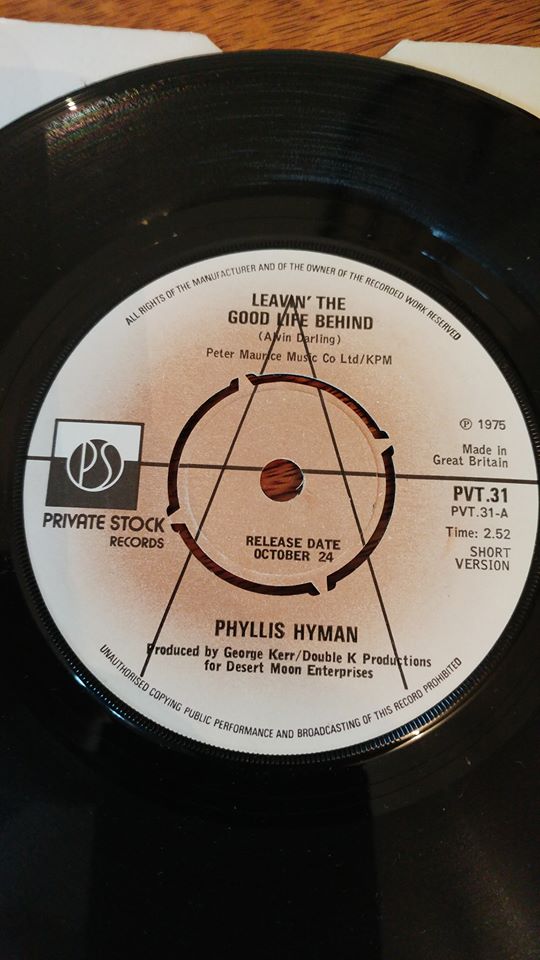 ALL RIGHTS OF THE MANUFACTURER AND OF THE OWNER OF THE RECORDED WORK RESERVED
LEAVIN' THE
GOOD LIFE BEHIND
(Alvin Darling)
Peter Maurice Music Co Ltd/KPM
℗ 1975
Made in
Great Britain
PS
PRIVATE STOCK
RECORDS
PVT.31
PVT.31-A
Time: 2.52
SHORT
VERSION
A
RELEASE DATE
OCTOBER 24
PHYLLIS HYMAN
Produced by George Kerr/Double K Productions
for Desert Moon Enterprises
UNAUTHORISED COPYING PUBLIC PERFORMANCE AND BROADCASTING OF THIS RECORD PROHIBITED